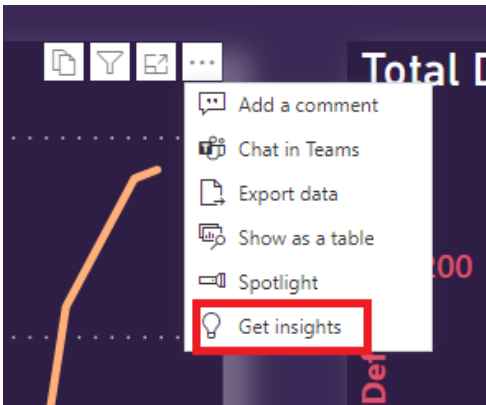 Total D
Add a comment
Chat in Teams
Export data
Show as a table
Spotlight
200
Get insights
Def